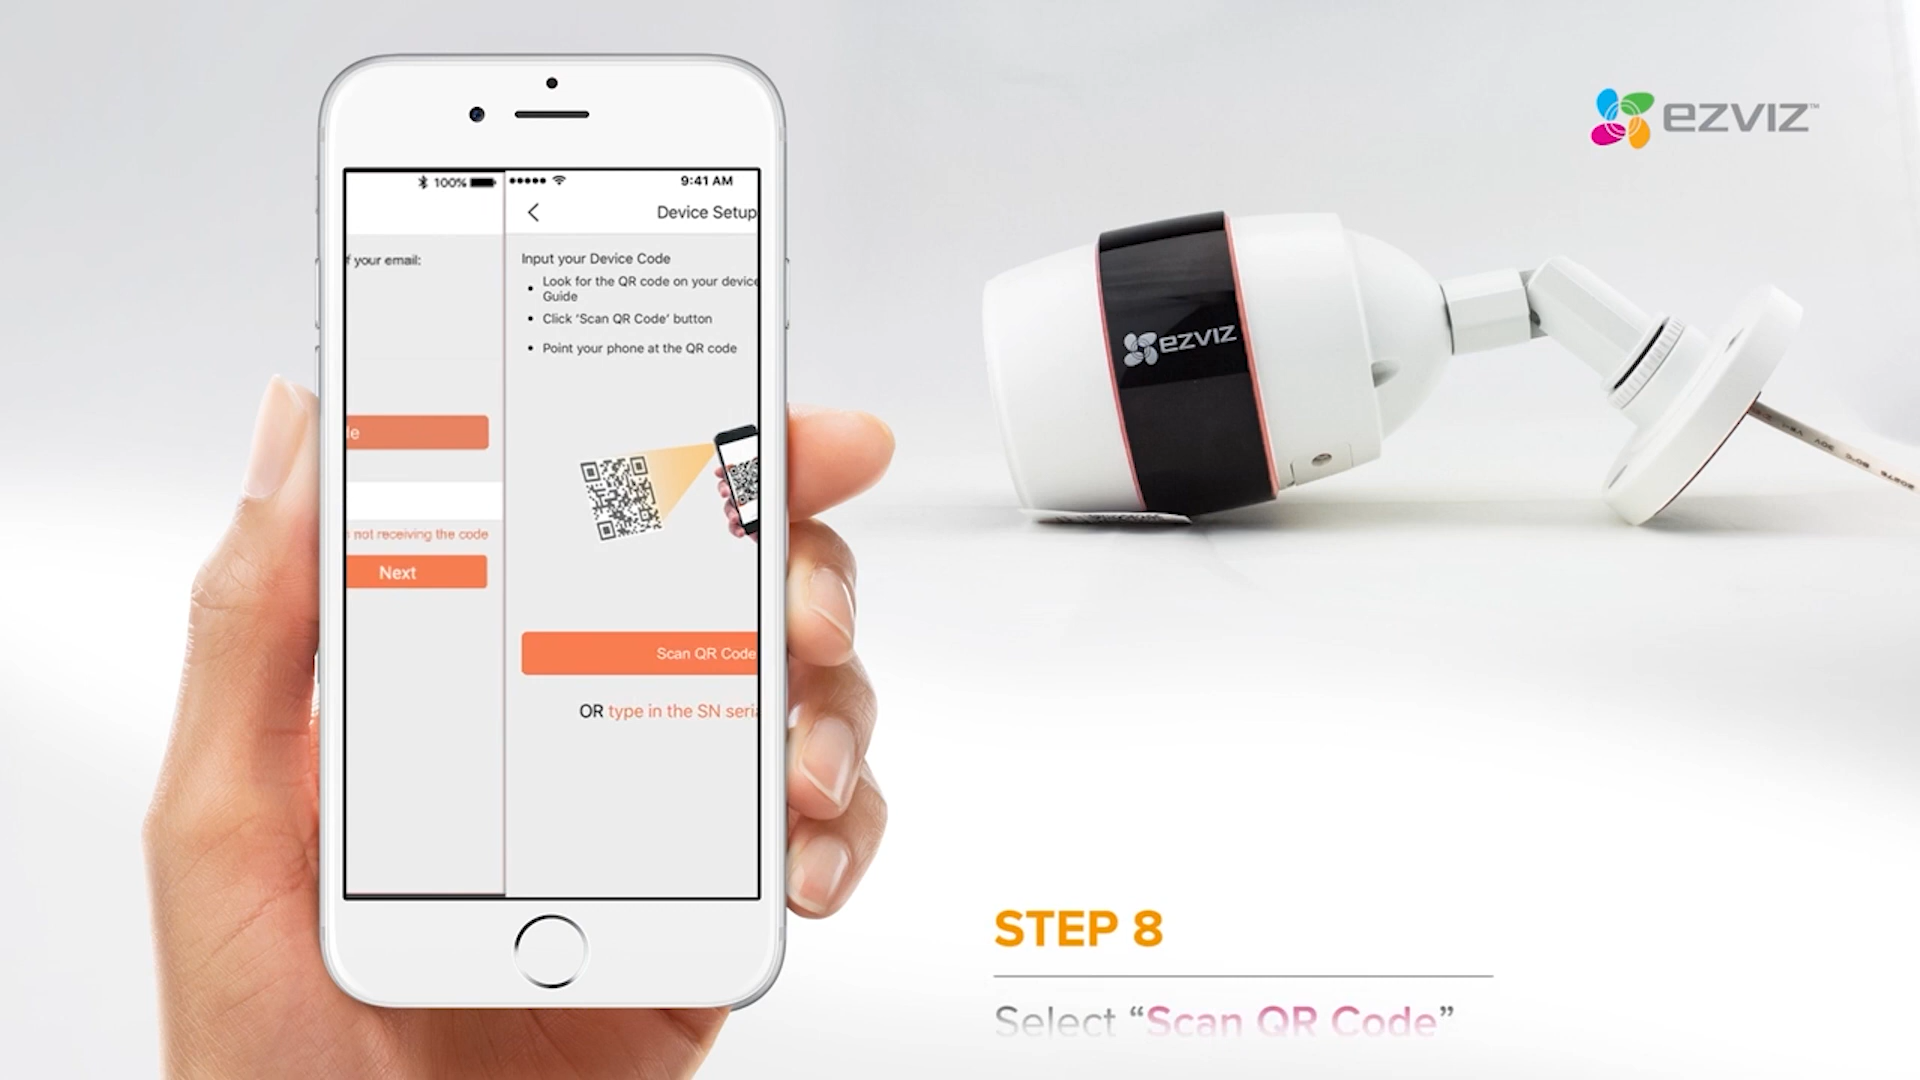 ezviz™
100%
9:41 AM
Device Setup
f your email:
Input your Device Code
Look for the QR code on your device
Guide
Click 'Scan QR Code' button
Point your phone at the QR code
not receiving the code
Next
Scan QR Code
OR type in the SN seri
ezviz
STEP 8
Select “Scan QR Code”